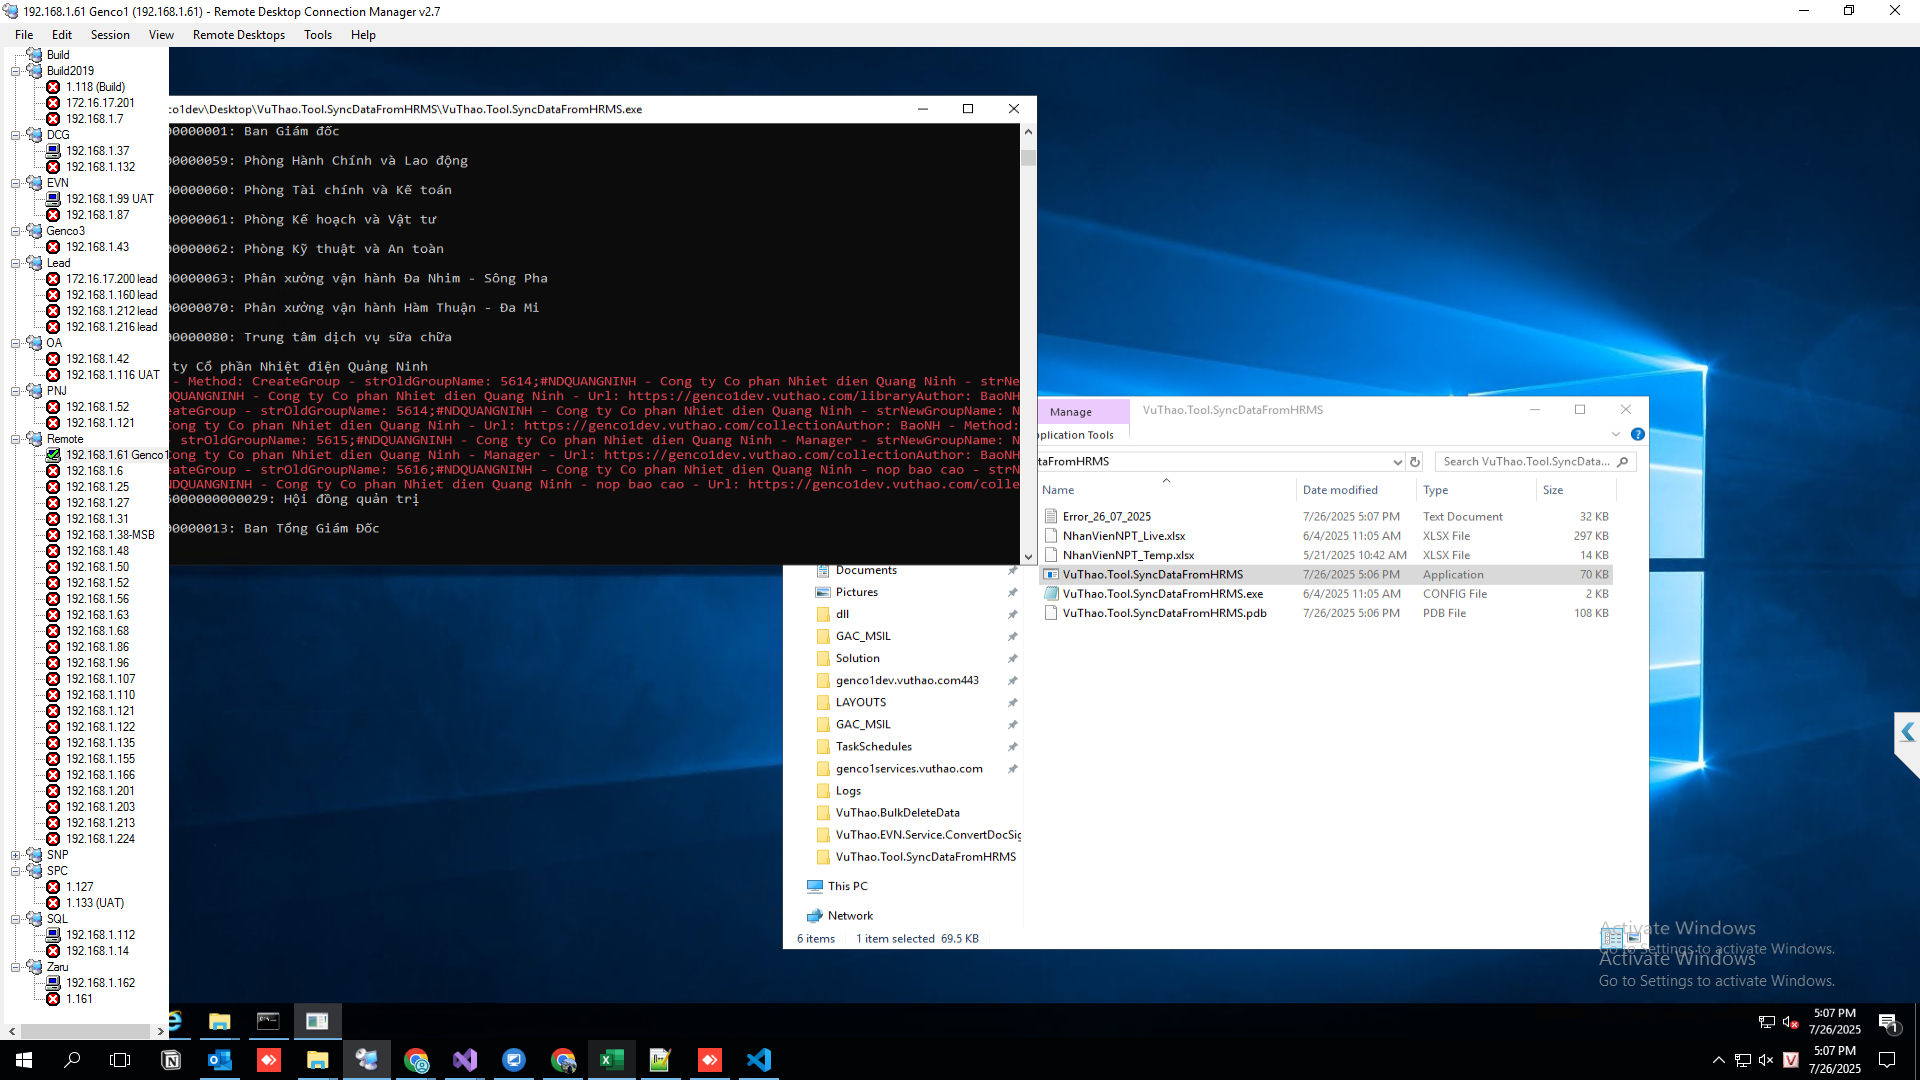 192.168.1.61 Genco1 (192.168.1.61) - Remote Desktop Connection Manager v2.7
File Edit Session View Remote Desktops Tools Help
Build
Build2019
1.118 (Build)
172.16.17.201
192.168.1.7
DCG
192.168.1.37
192.168.1.132
EVN
192.168.1.99 UAT
192.168.1.87
Genco3
192.168.1.43
Lead
172.16.17.200 lead
192.168.1.160 lead
192.168.1.212 lead
192.168.1.216 lead
OA
192.168.1.42
192.168.1.116 UAT
PNJ
192.168.1.52
192.168.1.121
Remote
192.168.1.61 Genco1
192.168.1.6
192.168.1.25
192.168.1.27
192.168.1.31
192.168.1.38-MSB
192.168.1.48
192.168.1.50
192.168.1.52
192.168.1.56
192.168.1.63
192.168.1.68
192.168.1.86
192.168.1.96
192.168.1.107
192.168.1.110
192.168.1.121
192.168.1.122
192.168.1.135
192.168.1.155
192.168.1.166
192.168.1.201
192.168.1.203
192.168.1.213
192.168.1.224
SNP
SPC
1.127
1.133 (UAT)
SQL
192.168.1.112
192.168.1.14
Zaru
192.168.1.162
1.161
co1dev\Desktop\VuThao.Tool.SyncDataFromHRMS\VuThao.Tool.SyncDataFromHRMS.exe
00000001: Ban Giám đốc
00000059: Phòng Hành Chính và Lao động
00000060: Phòng Tài chính và Kế toán
00000061: Phòng Kế hoạch và Vật tư
00000062: Phòng Kỹ thuật và An toàn
00000063: Phân xưởng vận hành Đa Nhim - Sông Pha
00000070: Phân xưởng vận hành Hàm Thuận - Đa Mi
00000080: Trung tâm dịch vụ sữa chữa
ty Cổ phần Nhiệt điện Quảng Ninh
- Method: CreateGroup - strOldGroupName: 5614;#NDQUANGNINH - Cong ty Co phan Nhiet dien Quang Ninh - strNe
QUANGNINH - Cong ty Co phan Nhiet dien Quang Ninh - Url: https://genco1dev.vuthao.com/libraryAuthor: BaoNH
eateGroup - strOldGroupName: 5614;#NDQUANGNINH - Cong ty Co phan Nhiet dien Quang Ninh - strNewGroupName: N
Cong ty Co phan Nhiet dien Quang Ninh - Url: https://genco1dev.vuthao.com/collectionAuthor: BaoNH - Method:
- strOldGroupName: 5615;#NDQUANGNINH - Cong ty Co phan Nhiet dien Quang Ninh - Manager - strNewGroupName: N
Cong ty Co phan Nhiet dien Quang Ninh - Manager - Url: https://genco1dev.vuthao.com/collectionAuthor: BaoNH
eateGroup - strOldGroupName: 5616;#NDQUANGNINH - Cong ty Co phan Nhiet dien Quang Ninh - nop bao cao - strN
NDQUANGNINH - Cong ty Co phan Nhiet dien Quang Ninh - nop bao cao - Url: https://genco1dev.vuthao.com/colle
6000000000029: Hội đồng quản trị
00000013: Ban Tổng Giám Đốc
Manage VuThao.Tool.SyncDataFromHRMS
pplication Tools
taFromHRMS Search VuThao.Tool.SyncData...
Name Date modified Type Size
Error_26_07_2025 7/26/2025 5:07 PM Text Document 32 KB
NhanVienNPT_Live.xlsx 6/4/2025 11:05 AM XLSX File 297 KB
NhanVienNPT_Temp.xlsx 5/21/2025 10:42 AM XLSX File 14 KB
VuThao.Tool.SyncDataFromHRMS 7/26/2025 5:06 PM Application 70 KB
VuThao.Tool.SyncDataFromHRMS.exe 6/4/2025 11:05 AM CONFIG File 2 KB
VuThao.Tool.SyncDataFromHRMS.pdb 7/26/2025 5:06 PM PDB File 108 KB
Documents
Pictures
dll
GAC_MSIL
Solution
genco1dev.vuthao.com443
LAYOUTS
GAC_MSIL
TaskSchedules
genco1services.vuthao.com
Logs
VuThao.BulkDeleteData
VuThao.EVN.Service.ConvertDocSig
VuThao.Tool.SyncDataFromHRMS
This PC
Network
6 items 1 item selected 69.5 KB
Activate Windows
Go to Settings to activate Windows.
Activate Windows
Go to Settings to activate Windows.
5:07 PM
7/26/2025
1
5:07 PM
7/26/2025